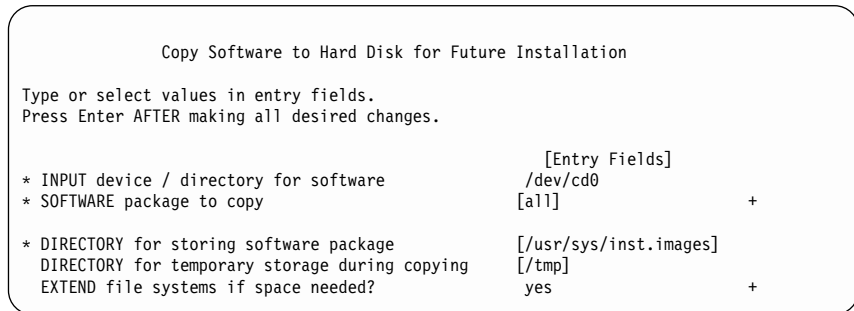 Copy Software to Hard Disk for Future Installation
Type or select values in entry fields.
Press Enter AFTER making all desired changes.
[Entry Fields]
* INPUT device / directory for software /dev/cd0
* SOFTWARE package to copy [all] +
* DIRECTORY for storing software package [/usr/sys/inst.images]
DIRECTORY for temporary storage during copying [/tmp]
EXTEND file systems if space needed? yes +